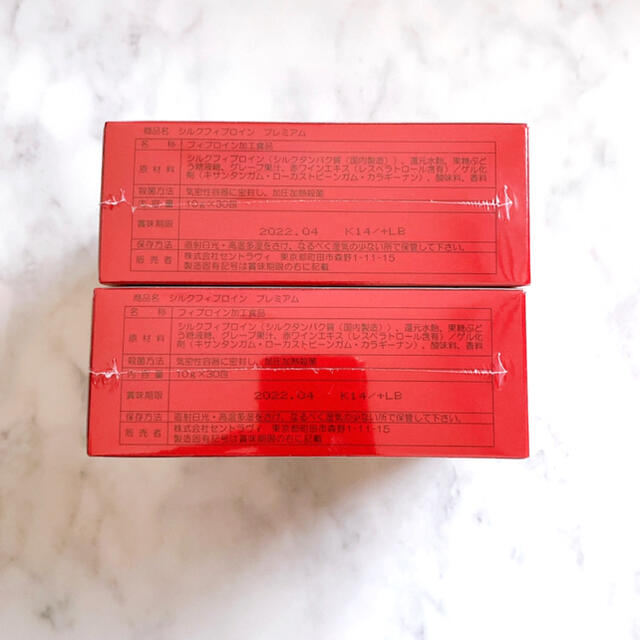 商品名 シルクフィブロイン プレミアム
名 称 フィブロイン加工食品
原 材 料 シルクフィブロイン(シルクタンパク質(国内製造))、還元水飴、果糖ぶど
う糖液糖、グレープ果汁、赤ワインエキス(レスベラトロール含有)/ゲル化
剤(キサンタンガム・ローカストビーンガム・カラギーナン)、酸味料、香料
殺菌方法 気密性容器に密封し、加圧加熱殺菌
内 容 量 10g×30包
賞味期限 2022.04 K14/+LB
保存方法 直射日光・高温多湿をさけ、なるべく湿気の少ない所で保管して下さい。
販 売 者 株式会社セントラヴィ 東京都町田市森野1-11-15
製造固有記号は賞味期限の右に記載
商品名 シルクフィブロイン プレミアム
名 称 フィブロイン加工食品
原 材 料 シルクフィブロイン(シルクタンパク質(国内製造))、還元水飴、果糖ぶど
う糖液糖、グレープ果汁、赤ワインエキス(レスベラトロール含有)/ゲル化
剤(キサンタンガム・ローカストビーンガム・カラギーナン)、酸味料、香料
殺菌方法 気密性容器に密封し、加圧加熱殺菌
内 容 量 10g×30包
賞味期限 2022.04 K14/+LB
保存方法 直射日光・高温多湿をさけ、なるべく湿気の少ない所で保管して下さい。
販 売 者 株式会社セントラヴィ 東京都町田市森野1-11-15
製造固有記号は賞味期限の右に記載